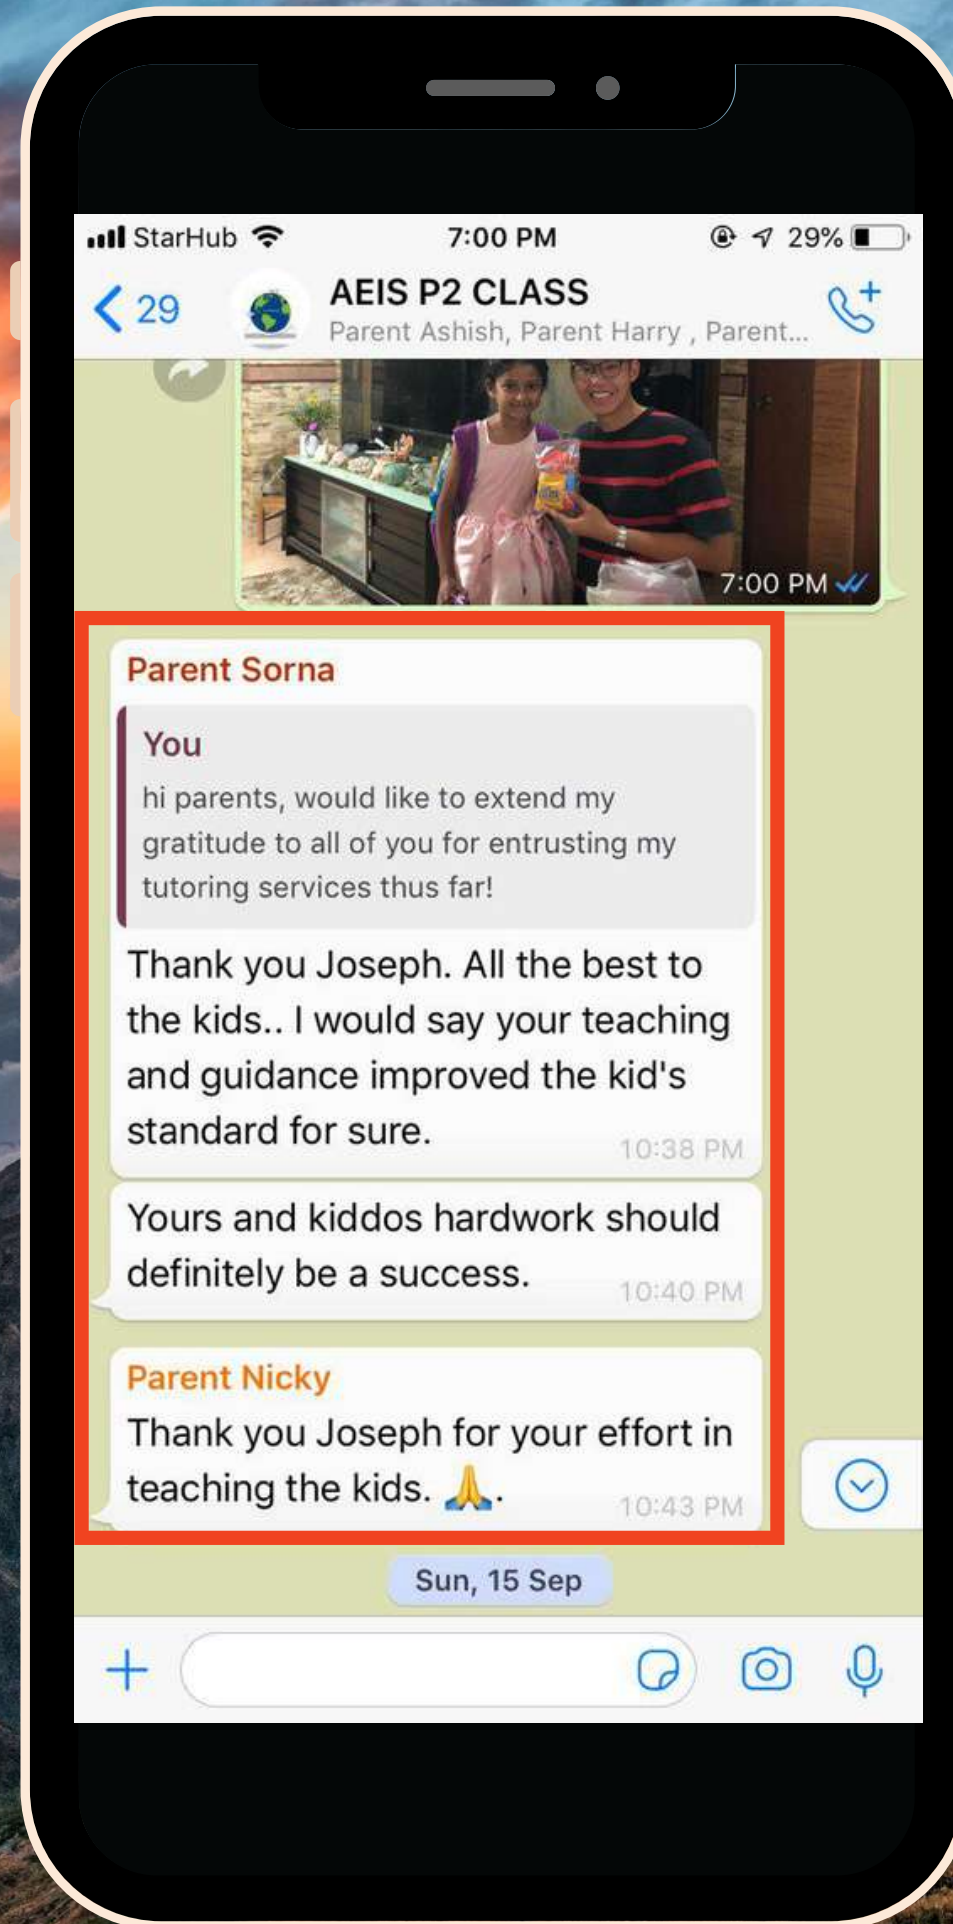 StarHub 7:00 PM 29%
29 AEIS P2 CLASS
Parent Ashish, Parent Harry , Parent...
7:00 PM
Parent Sorna
You
hi parents, would like to extend my
gratitude to all of you for entrusting my
tutoring services thus far!
Thank you Joseph. All the best to
the kids.. I would say your teaching
and guidance improved the kid's
standard for sure.
10:38 PM
Yours and kiddos hardwork should
definitely be a success.
10:40 PM
Parent Nicky
Thank you Joseph for your effort in
teaching the kids. 🙏.
10:43 PM
Sun, 15 Sep